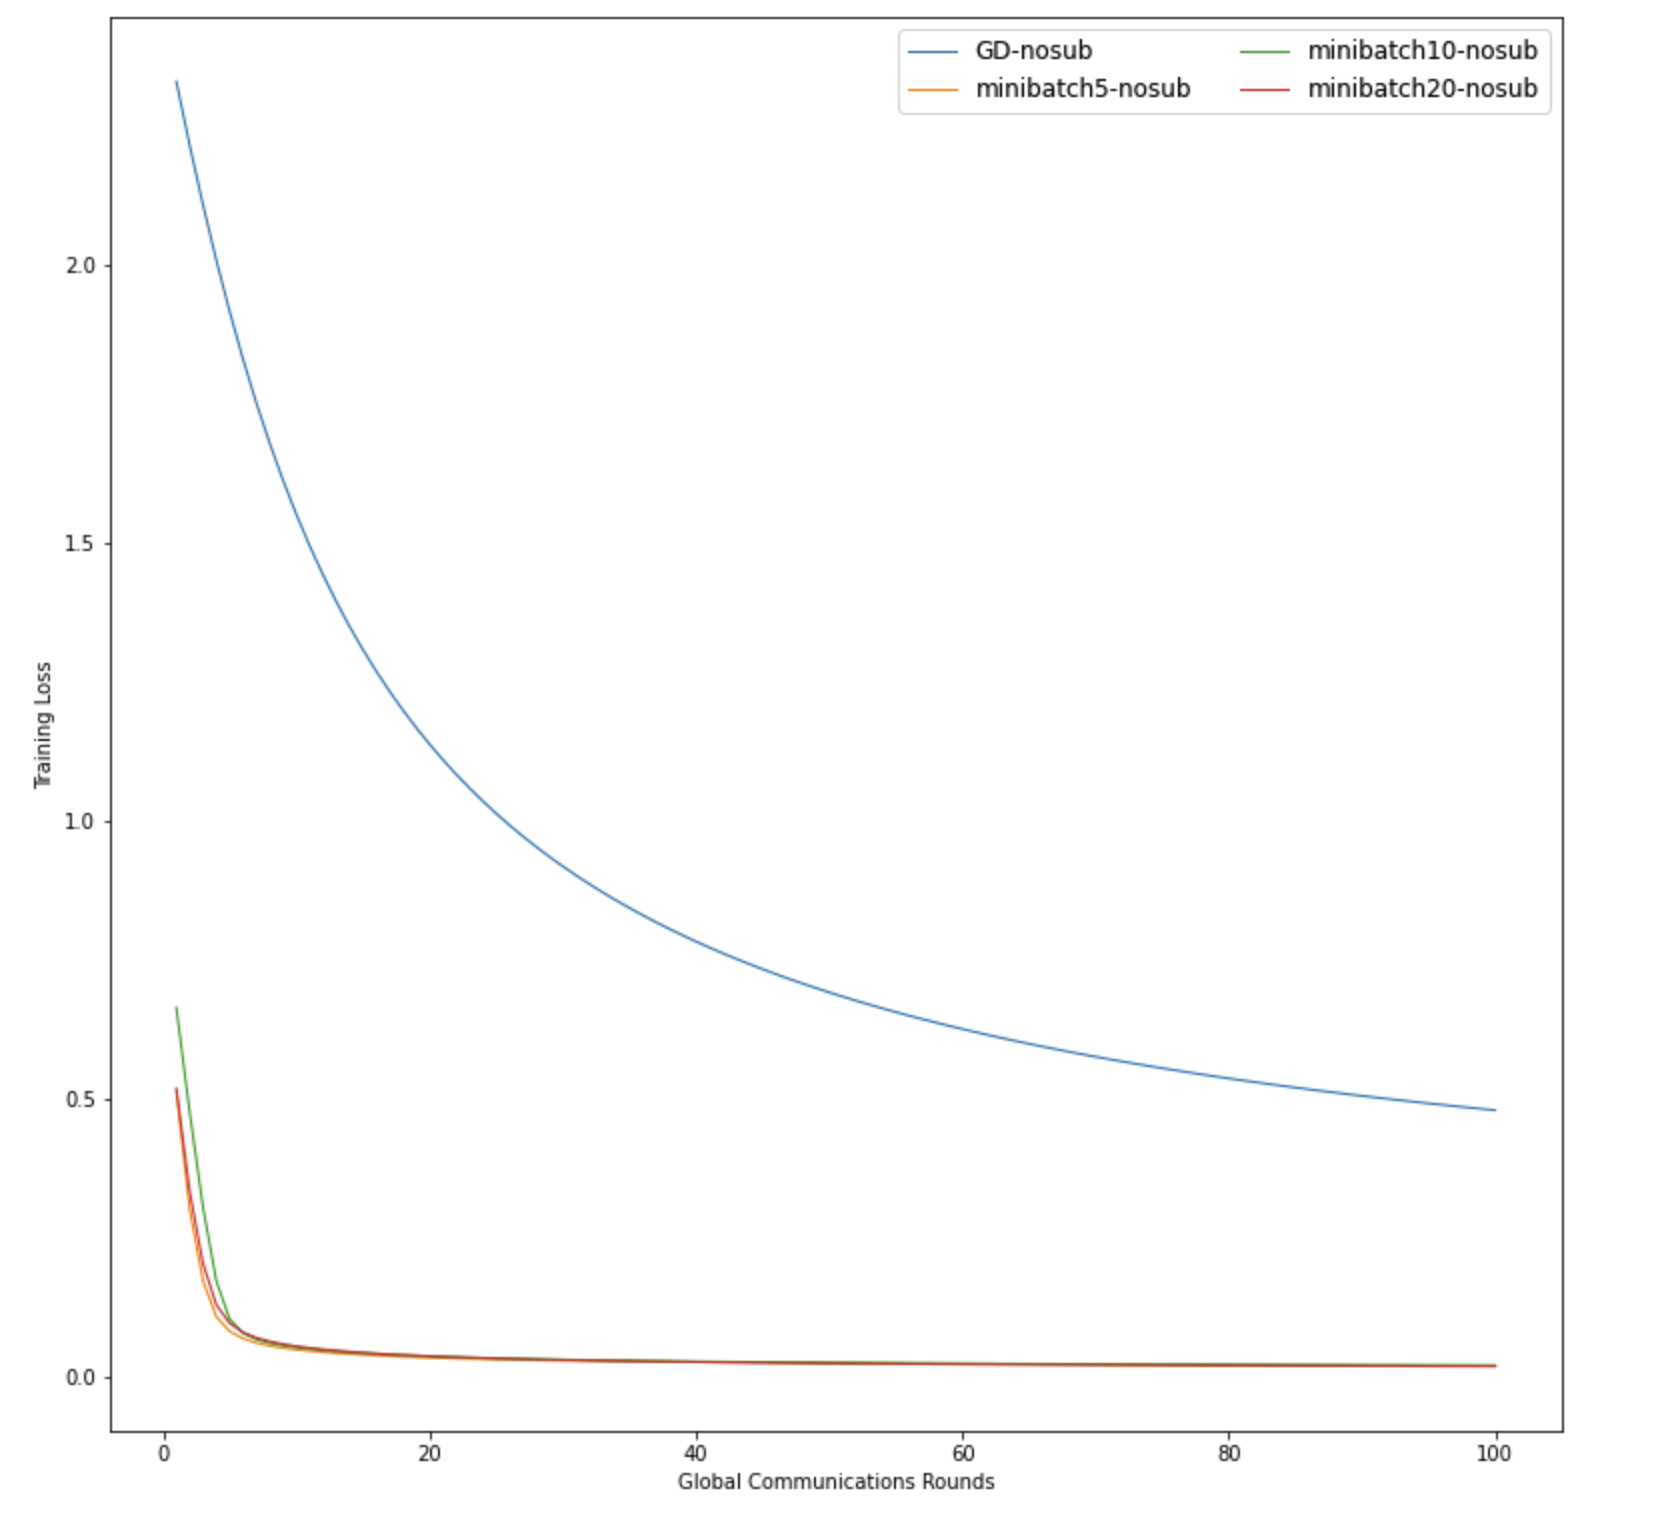 GD-nosub
minibatch5-nosub
minibatch10-nosub
minibatch20-nosub
2.0
1.5
1.0
0.5
0.0
Training Loss
0 20 40 60 80 100
Global Communications Rounds